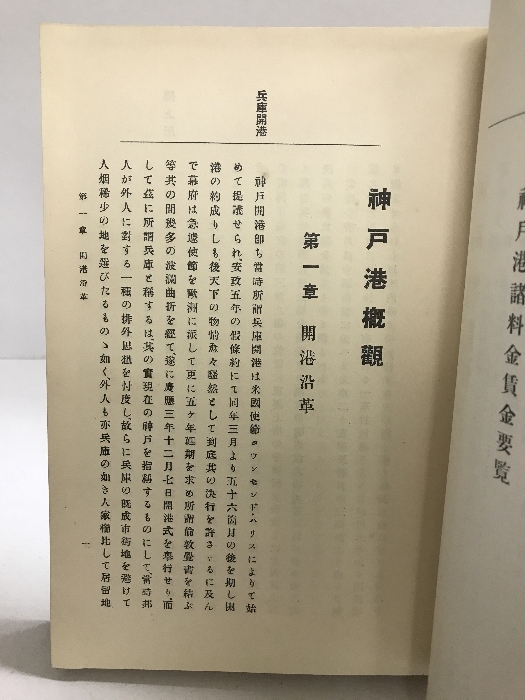 神戸港諸料金賃金要覧
兵庫開港
神戸港概觀
第一章 開港沿革
神戸開港卽ち當時所謂兵庫開港は米國使節タウンセンド・ハリスによりて始
めて提議せられ、安政五年の假條約にて同年三月より五十六箇月の後を期し開
港の約成りしも後天下の物情囂々騷然として到底其の決行を許さゞるに及ん
で幕府は急遽使節を歐洲に派して更に五ケ年延期を求め所謂倫敦覺書を結ぶ
等其の間幾多の波瀾曲折を經て、遂に慶應三年十二月七日開港式を擧行せり、而
して玆に所謂兵庫と稱するは其の實現在の神戸を指稱するものにして、當時邦
人が外人に對する一種の排外思想を忖度し、故らに兵庫の旣成市街地を避けて
人烟稀少の地を選びたるものゝ如く、外人も亦兵庫の如き人家櫛比して居留地
第一章 開港沿革
一